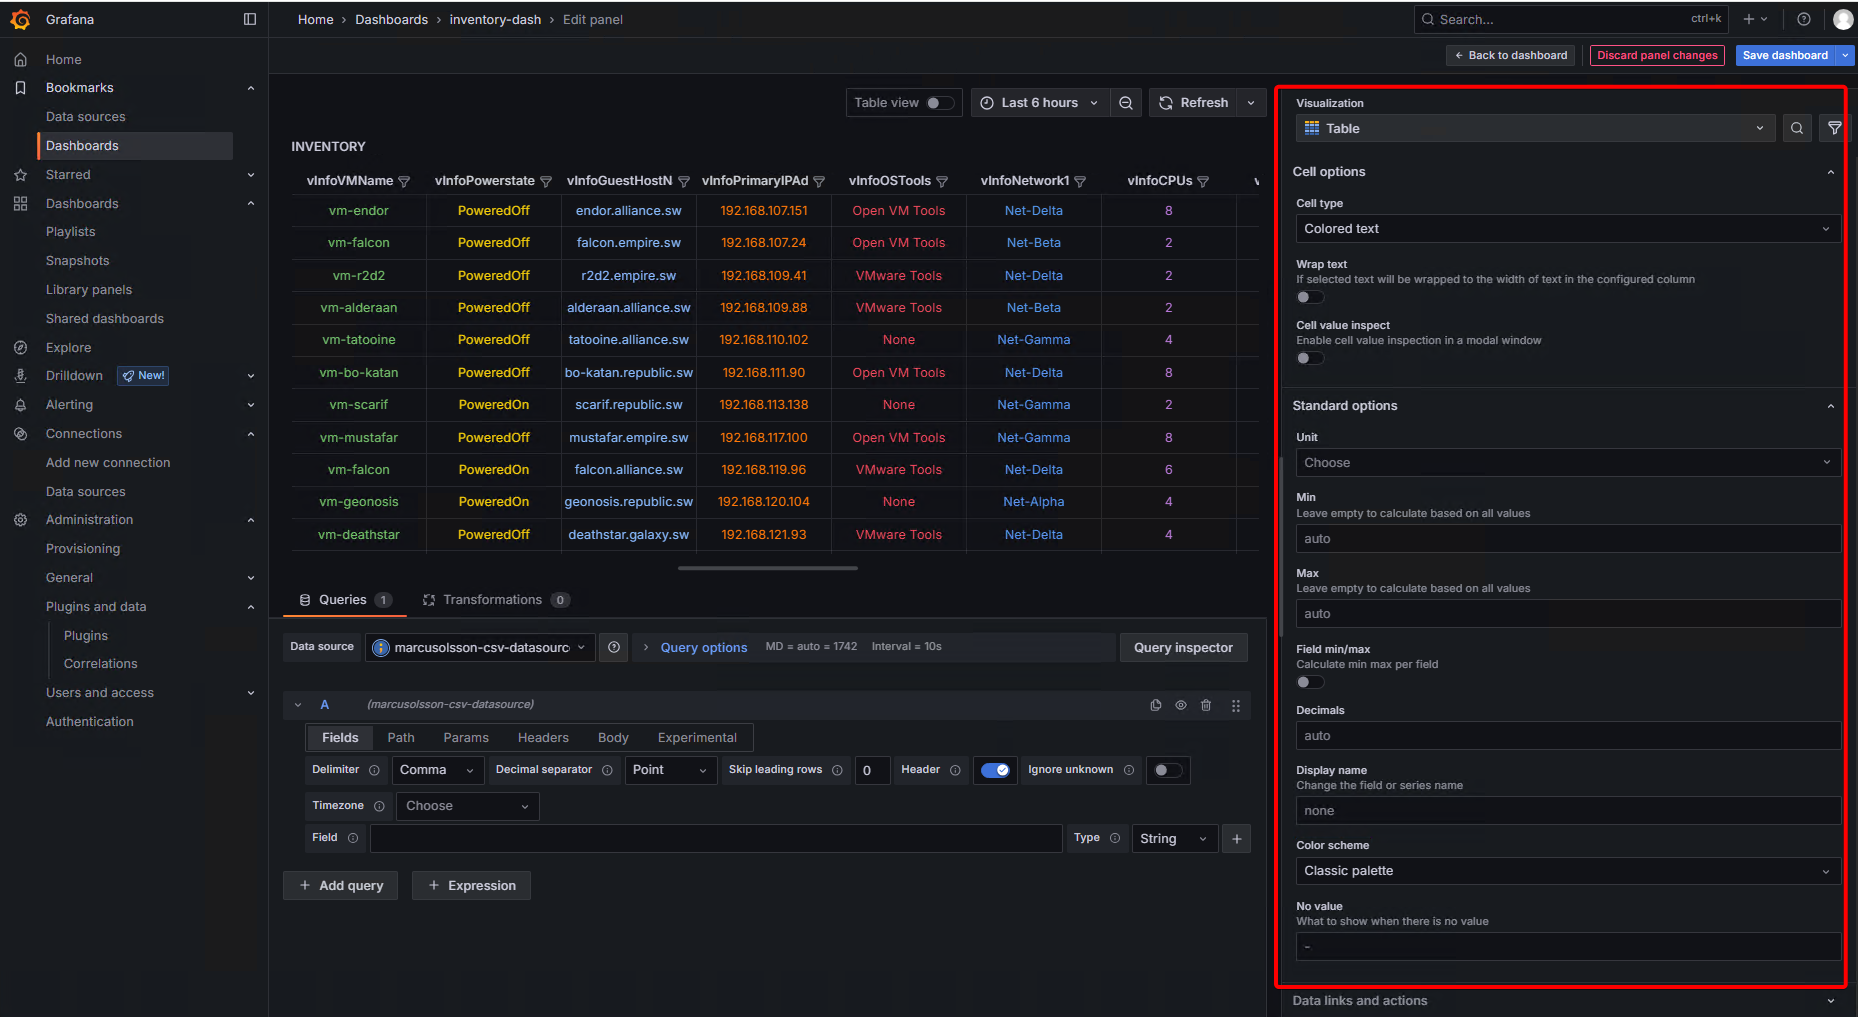 Grafana
Home › Dashboards › inventory-dash › Edit panel
Search... ctrl+k
Back to dashboard
Discard panel changes
Save dashboard
Home
Bookmarks
Data sources
Dashboards
Starred
Dashboards
Playlists
Snapshots
Library panels
Shared dashboards
Explore
Drilldown New!
Alerting
Connections
Add new connection
Data sources
Administration
Provisioning
General
Plugins and data
Plugins
Correlations
Users and access
Authentication
Table view Last 6 hours Refresh
INVENTORY
vInfoVMName vInfoPowerstate vInfoGuestHostN vInfoPrimaryIPAd vInfoOSTools vInfoNetwork1 vInfoCPUs
vm-endor PoweredOff endor.alliance.sw 192.168.107.151 Open VM Tools Net-Delta 8
vm-falcon PoweredOff falcon.empire.sw 192.168.107.24 Open VM Tools Net-Beta 2
vm-r2d2 PoweredOff r2d2.empire.sw 192.168.109.41 VMware Tools Net-Delta 2
vm-alderaan PoweredOff alderaan.alliance.sw 192.168.109.88 VMware Tools Net-Beta 2
vm-tatooine PoweredOff tatooine.alliance.sw 192.168.110.102 None Net-Gamma 4
vm-bo-katan PoweredOff bo-katan.republic.sw 192.168.111.90 Open VM Tools Net-Delta 8
vm-scarif PoweredOn scarif.republic.sw 192.168.113.138 None Net-Gamma 2
vm-mustafar PoweredOff mustafar.empire.sw 192.168.117.100 Open VM Tools Net-Gamma 8
vm-falcon PoweredOn falcon.alliance.sw 192.168.119.96 VMware Tools Net-Delta 6
vm-geonosis PoweredOn geonosis.republic.sw 192.168.120.104 None Net-Alpha 4
vm-deathstar PoweredOff deathstar.galaxy.sw 192.168.121.93 VMware Tools Net-Delta 4
Queries 1 Transformations 0
Data source marcusolsson-csv-datasourc Query options MD = auto = 1742 Interval = 10s Query inspector
A (marcusolsson-csv-datasource)
Fields Path Params Headers Body Experimental
Delimiter Comma Decimal separator Point Skip leading rows 0 Header Ignore unknown
Timezone Choose
Field Type String +
+ Add query + Expression
Visualization
Table
Cell options
Cell type
Colored text
Wrap text
If selected text will be wrapped to the width of text in the configured column
Cell value inspect
Enable cell value inspection in a modal window
Standard options
Unit
Choose
Min
Leave empty to calculate based on all values
auto
Max
Leave empty to calculate based on all values
auto
Field min/max
Calculate min max per field
Decimals
auto
Display name
Change the field or series name
none
Color scheme
Classic palette
No value
What to show when there is no value
-
Data links and actions